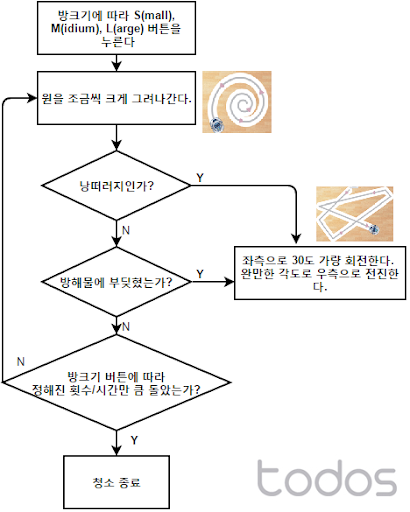 방크기에 따라 S(mall),
M(idium), L(arge) 버튼을
누른다
원을 조금씩 크게 그려나간다.
낭떠러지인가?
Y
N
방해물에 부딪혔는가?
Y
좌측으로 30도 가량 회전한다.
완만한 각도로 우측으로 전진한
다.
N
N
방크기 버튼에 따라
정해진 횟수/시간만 큼 돌았는가?
Y
청소 종료
todos